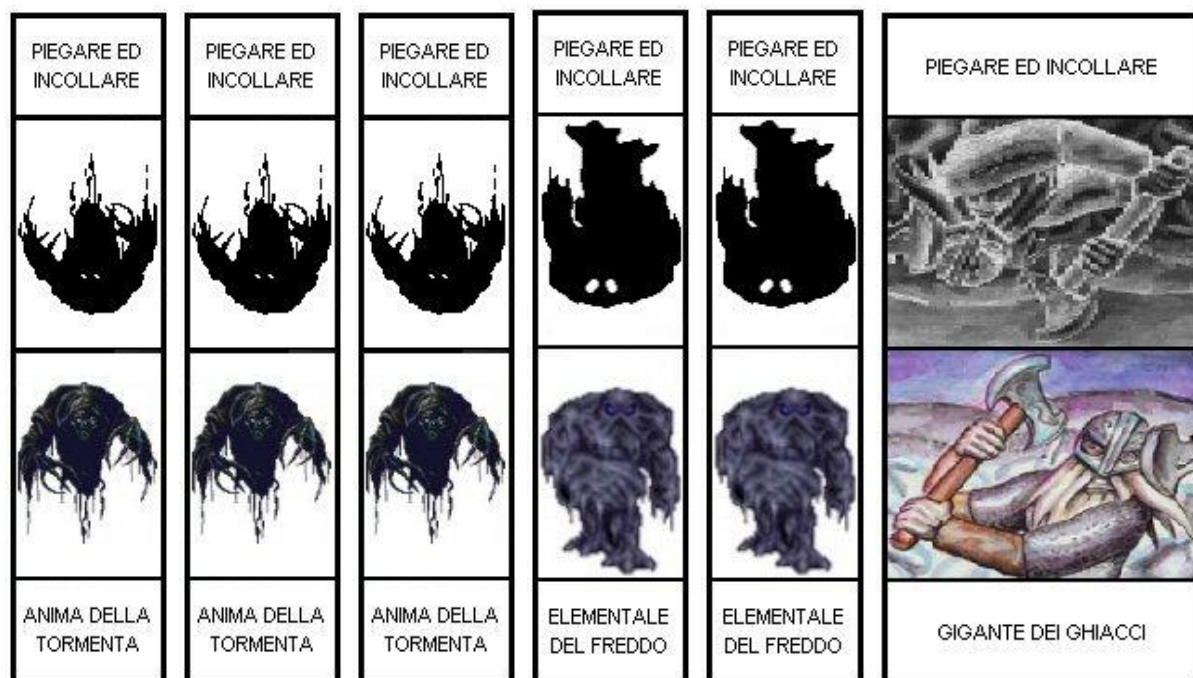 PIEGARE ED
INCOLLARE
PIEGARE ED
INCOLLARE
PIEGARE ED
INCOLLARE
PIEGARE ED
INCOLLARE
PIEGARE ED
INCOLLARE
PIEGARE ED INCOLLARE
ANIMA DELLA
TORMENTA
ANIMA DELLA
TORMENTA
ANIMA DELLA
TORMENTA
ELEMENTALE
DEL FREDDO
ELEMENTALE
DEL FREDDO
GIGANTE DEI GHIACCI